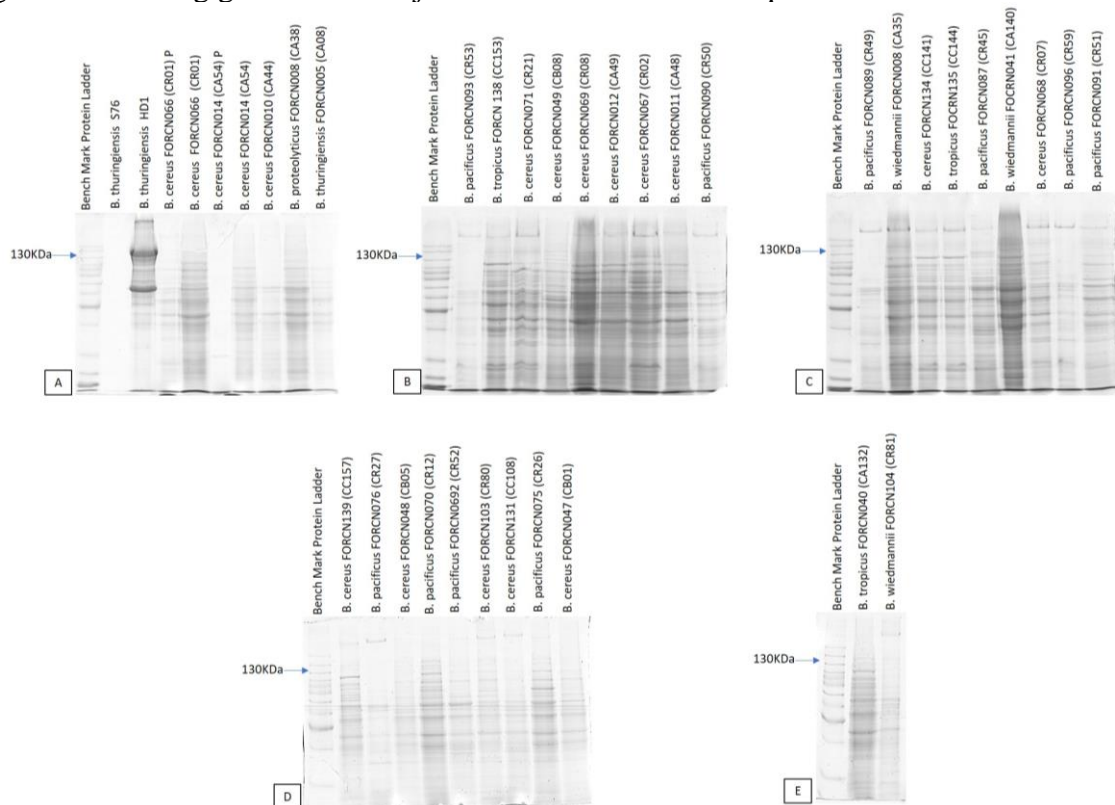 Bench Mark Protein Ladder
B. thuringiensis S76
B. thuringiensis HD1
B. cereus FORCN066 (CR01) P
B. cereus FORCN066 (CR01)
B. cereus FORCN014 (CA54) P
B. cereus FORCN014 (CA54)
B. cereus FORCN010 (CA44)
B. proteolyticus FORCN008 (CA38)
B. thuringiensis FORCN005 (CA08)
130KDa
A
Bench Mark Protein Ladder
B. pacificus FORCN093 (CR53)
B. tropicus FORCN 138 (CC153)
B. cereus FORCN071 (CR21)
B. cereus FORCN049 (CB08)
B. cereus FORCN069 (CR08)
B. cereus FORCN012 (CA49)
B. cereus FORCN067 (CR02)
B. cereus FORCN011 (CA48)
B. pacificus FORCN090 (CR50)
130KDa
B
Bench Mark Protein Ladder
B. pacificus FORCN089 (CR49)
B. wiedmannii FORCN008 (CA35)
B. cereus FORCN134 (CC141)
B. tropicus FOCRN135 (CC144)
B. pacificus FORCN087 (CR45)
B. wiedmannii FOCRN041 (CA140)
B. cereus FORCN068 (CR07)
B. pacificus FORCN096 (CR59)
B. pacificus FORCN091 (CR51)
130KDa
C
Bench Mark Protein Ladder
B. cereus FORCN139 (CC157)
B. pacificus FORCN076 (CR27)
B. cereus FORCN048 (CB05)
B. pacificus FORCN070 (CR12)
B. pacificus FORCN0692 (CR52)
B. cereus FORCN103 (CR80)
B. cereus FORCN131 (CC108)
B. pacificus FORCN075 (CR26)
B. cereus FORCN047 (CB01)
130KDa
D
Bench Mark Protein Ladder
B. tropicus FORCN040 (CA132)
B. wiedmannii FORCN104 (CR81)
130KDa
E